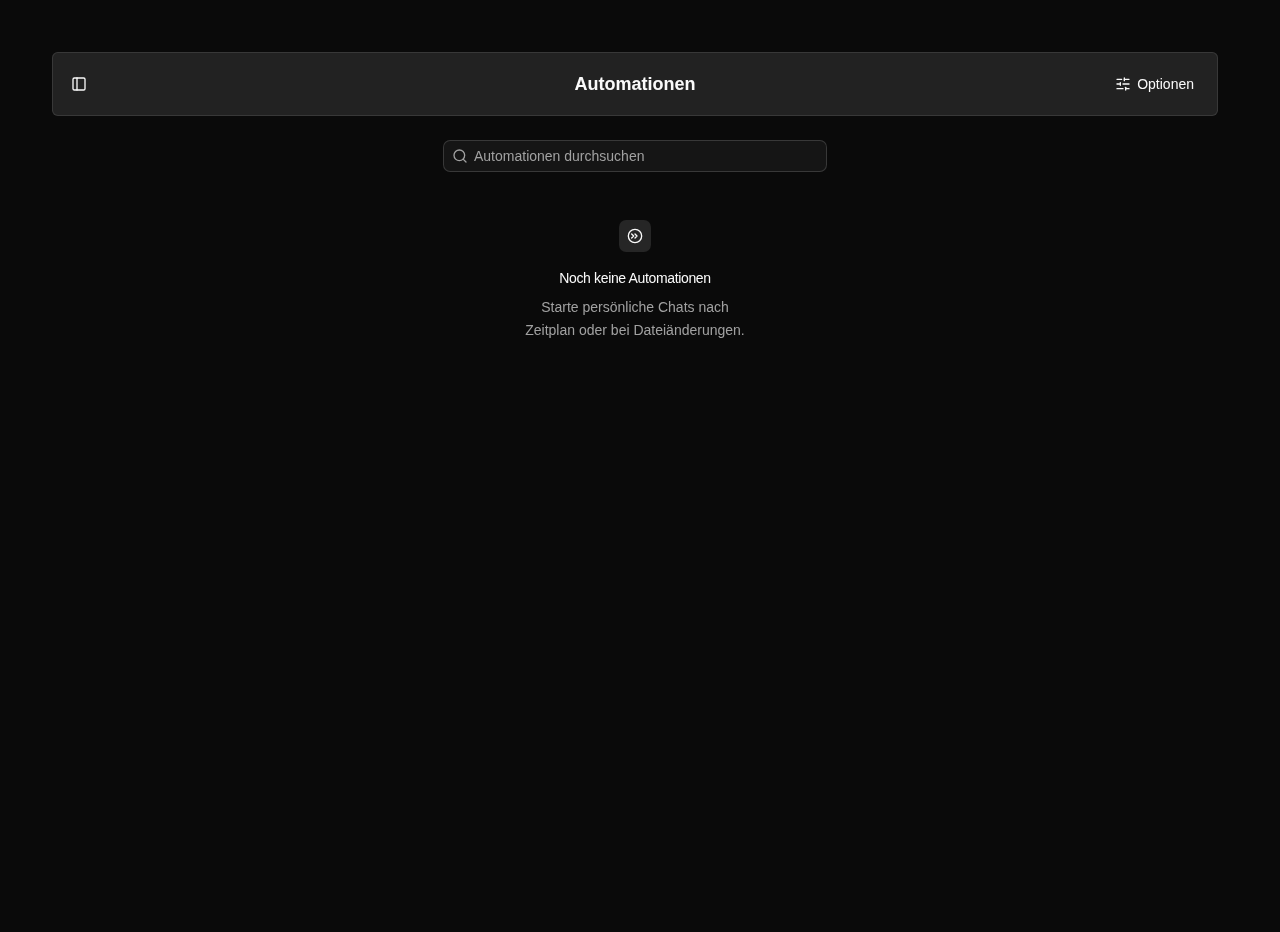 Automationen
Optionen
Automationen durchsuchen
Noch keine Automationen
Starte persönliche Chats nach
Zeitplan oder bei Dateiänderungen.